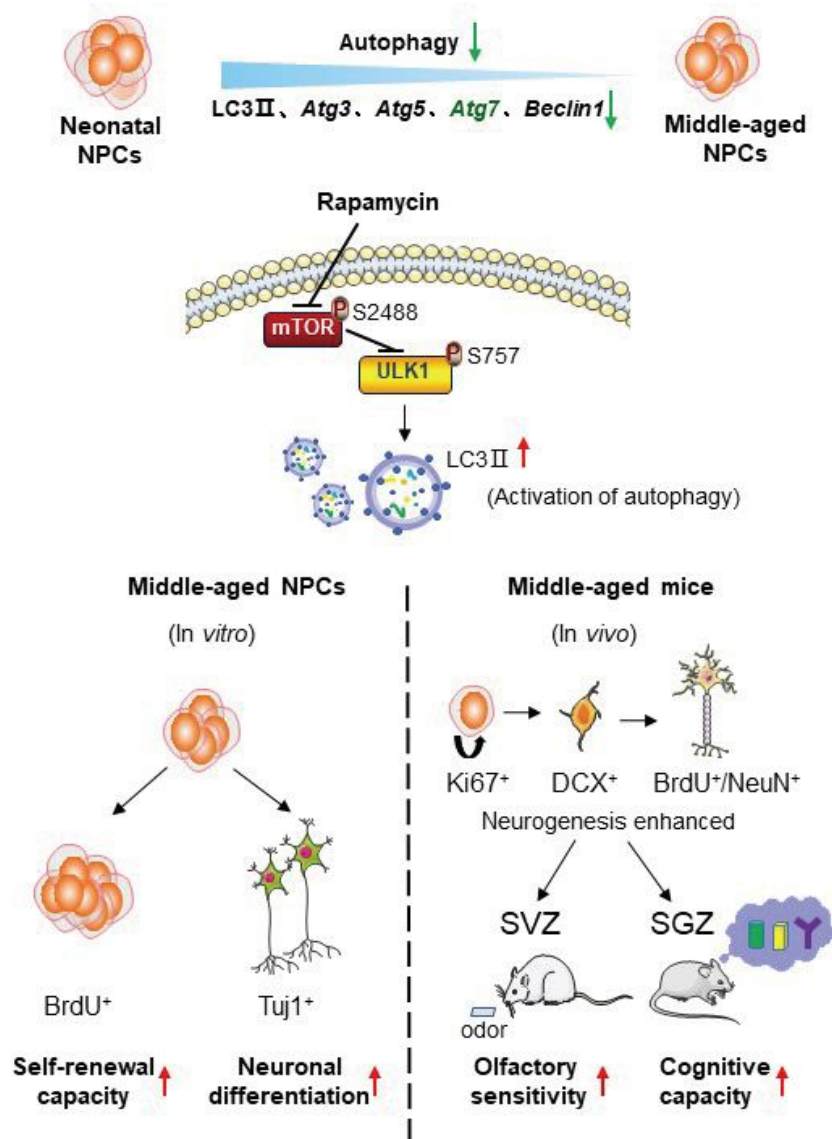 Autophagy
LC3Ⅱ、Atg3、Atg5、Atg7、Beclin1
Neonatal
NPCs
Middle-aged
NPCs
Rapamycin
P S2488
mTOR
P S757
ULK1
LC3Ⅱ
(Activation of autophagy)
Middle-aged NPCs
(In vitro)
BrdU+
Tuj1+
Self-renewal
capacity
Neuronal
differentiation
Middle-aged mice
(In vivo)
Ki67+
DCX+
BrdU+/NeuN+
Neurogenesis enhanced
SVZ
SGZ
odor
Olfactory
sensitivity
Cognitive
capacity